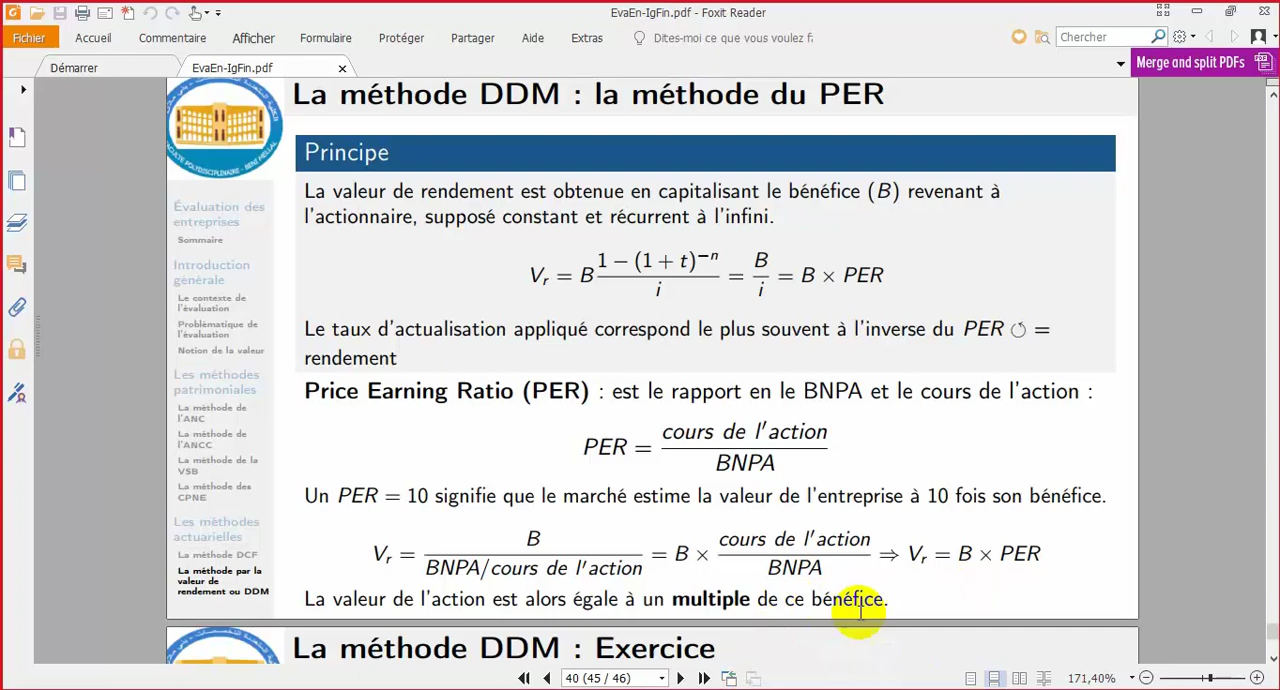 EvaEn-IgFin.pdf - Foxit Reader
Fichier Accueil Commentaire Afficher Formulaire Protéger Partager Aide Extras Dites-moi ce que vous voulez fa Chercher
Démarrer EvaEn-IgFin.pdf Merge and split PDFs
La méthode DDM : la méthode du PER
FACULTÉ POLYDISCIPLINAIRE - BENI MELLAL
Évaluation des
entreprises
Sommaire
Introduction
générale
Le contexte de
l'évaluation
Problématique de
l'évaluation
Notion de la valeur
Les méthodes
patrimoniales
La méthode de
l'ANC
La méthode de
l'ANCC
La méthode de la
VSB
La méthode des
CPNE
Les méthodes
actuarielles
La méthode DCF
La méthode par la
valeur de
rendement ou DDM
Principe
La valeur de rendement est obtenue en capitalisant le bénéfice (B) revenant à
l'actionnaire, supposé constant et récurrent à l'infini.
Vr = B 1 − (1 + t)⁻ⁿ / i = B / i = B × PER
Le taux d'actualisation appliqué correspond le plus souvent à l'inverse du PER ↺ =
rendement
Price Earning Ratio (PER) : est le rapport en le BNPA et le cours de l'action :
PER = cours de l'action / BNPA
Un PER = 10 signifie que le marché estime la valeur de l'entreprise à 10 fois son bénéfice.
Vr = B / BNPA/cours de l'action = B × cours de l'action / BNPA ⇒ Vr = B × PER
La valeur de l'action est alors égale à un multiple de ce bénéfice.
La méthode DDM : Exercice
40 (45 / 46) 171,40%